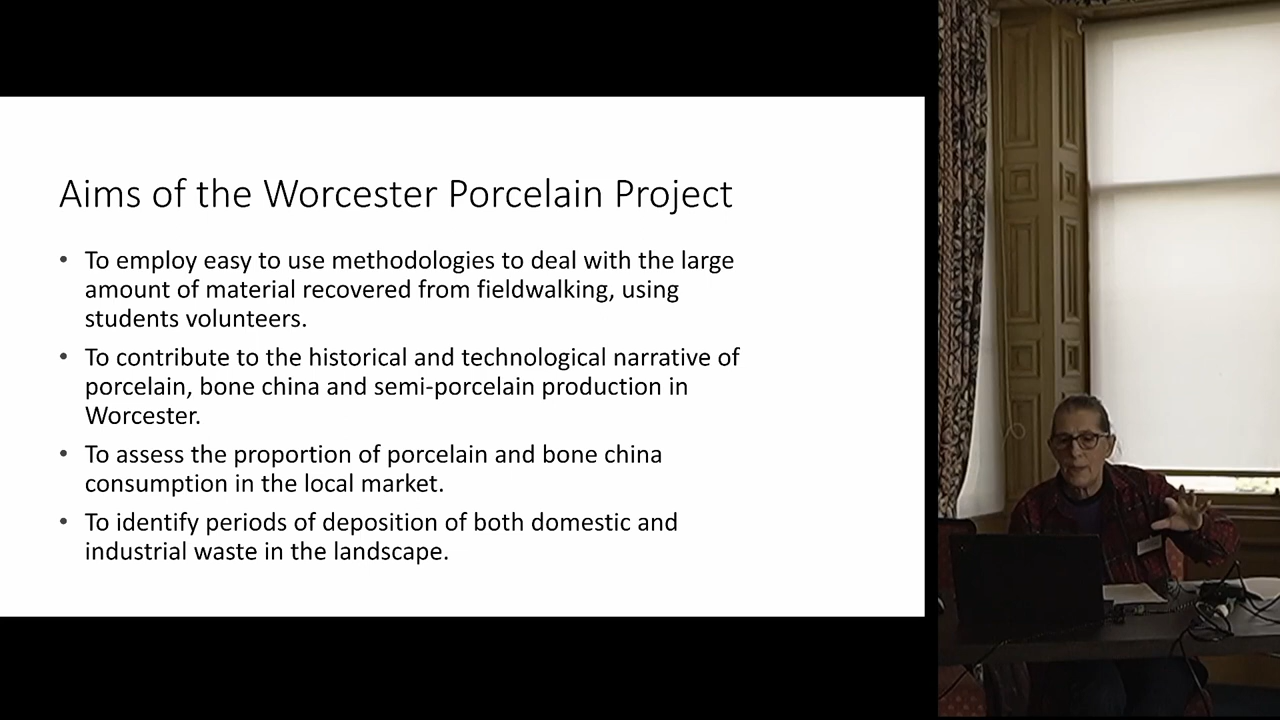 Aims of the Worcester Porcelain Project
• To employ easy to use methodologies to deal with the large
amount of material recovered from fieldwalking, using
students volunteers.
• To contribute to the historical and technological narrative of
porcelain, bone china and semi-porcelain production in
Worcester.
• To assess the proportion of porcelain and bone china
consumption in the local market.
• To identify periods of deposition of both domestic and
industrial waste in the landscape.